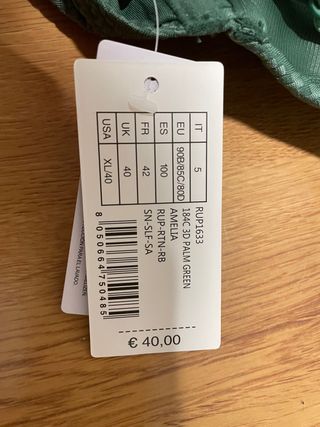 IT 5
EU 90B/85C/80D
ES 100
FR 42
UK 40
USA XL/40
RUP1633
184C 3D PALM GREEN
AMELIA
RUP-RTN-RB
SN-SLF-SA
8 050664 750485
€ 40,00